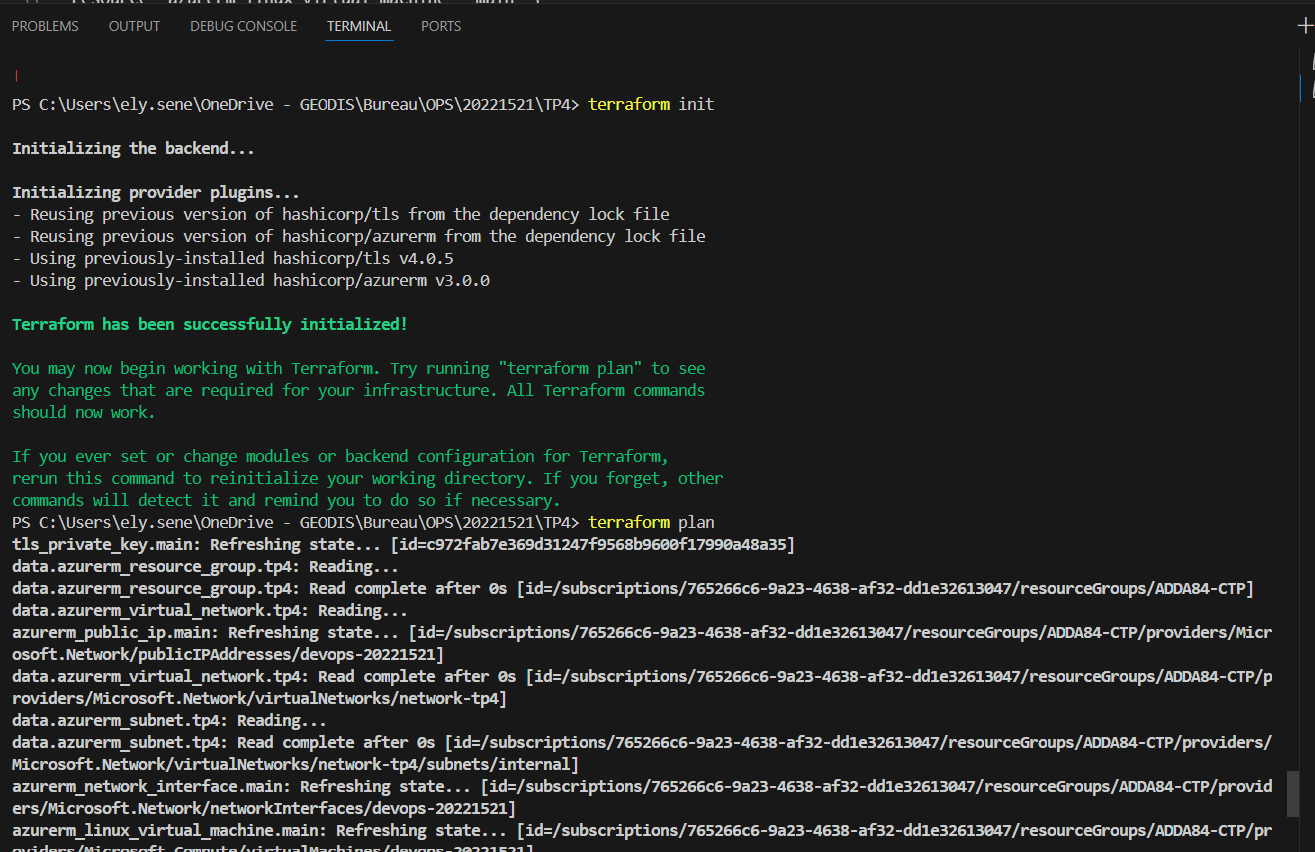 resource "azurerm_linux_virtual_machine" "main" {
PROBLEMS OUTPUT DEBUG CONSOLE TERMINAL PORTS
PS C:\Users\ely.sene\OneDrive - GEODIS\Bureau\OPS\20221521\TP4> terraform init
Initializing the backend...
Initializing provider plugins...
- Reusing previous version of hashicorp/tls from the dependency lock file
- Reusing previous version of hashicorp/azurerm from the dependency lock file
- Using previously-installed hashicorp/tls v4.0.5
- Using previously-installed hashicorp/azurerm v3.0.0
Terraform has been successfully initialized!
You may now begin working with Terraform. Try running "terraform plan" to see
any changes that are required for your infrastructure. All Terraform commands
should now work.
If you ever set or change modules or backend configuration for Terraform,
rerun this command to reinitialize your working directory. If you forget, other
commands will detect it and remind you to do so if necessary.
PS C:\Users\ely.sene\OneDrive - GEODIS\Bureau\OPS\20221521\TP4> terraform plan
tls_private_key.main: Refreshing state... [id=c972fab7e369d31247f9568b9600f17990a48a35]
data.azurerm_resource_group.tp4: Reading...
data.azurerm_resource_group.tp4: Read complete after 0s [id=/subscriptions/765266c6-9a23-4638-af32-dd1e32613047/resourceGroups/ADDA84-CTP]
data.azurerm_virtual_network.tp4: Reading...
azurerm_public_ip.main: Refreshing state... [id=/subscriptions/765266c6-9a23-4638-af32-dd1e32613047/resourceGroups/ADDA84-CTP/providers/Micr
osoft.Network/publicIPAddresses/devops-20221521]
data.azurerm_virtual_network.tp4: Read complete after 0s [id=/subscriptions/765266c6-9a23-4638-af32-dd1e32613047/resourceGroups/ADDA84-CTP/p
roviders/Microsoft.Network/virtualNetworks/network-tp4]
data.azurerm_subnet.tp4: Reading...
data.azurerm_subnet.tp4: Read complete after 0s [id=/subscriptions/765266c6-9a23-4638-af32-dd1e32613047/resourceGroups/ADDA84-CTP/providers/
Microsoft.Network/virtualNetworks/network-tp4/subnets/internal]
azurerm_network_interface.main: Refreshing state... [id=/subscriptions/765266c6-9a23-4638-af32-dd1e32613047/resourceGroups/ADDA84-CTP/provid
ers/Microsoft.Network/networkInterfaces/devops-20221521]
azurerm_linux_virtual_machine.main: Refreshing state... [id=/subscriptions/765266c6-9a23-4638-af32-dd1e32613047/resourceGroups/ADDA84-CTP/pr
oviders/Microsoft.Compute/virtualMachines/devops-20221521]